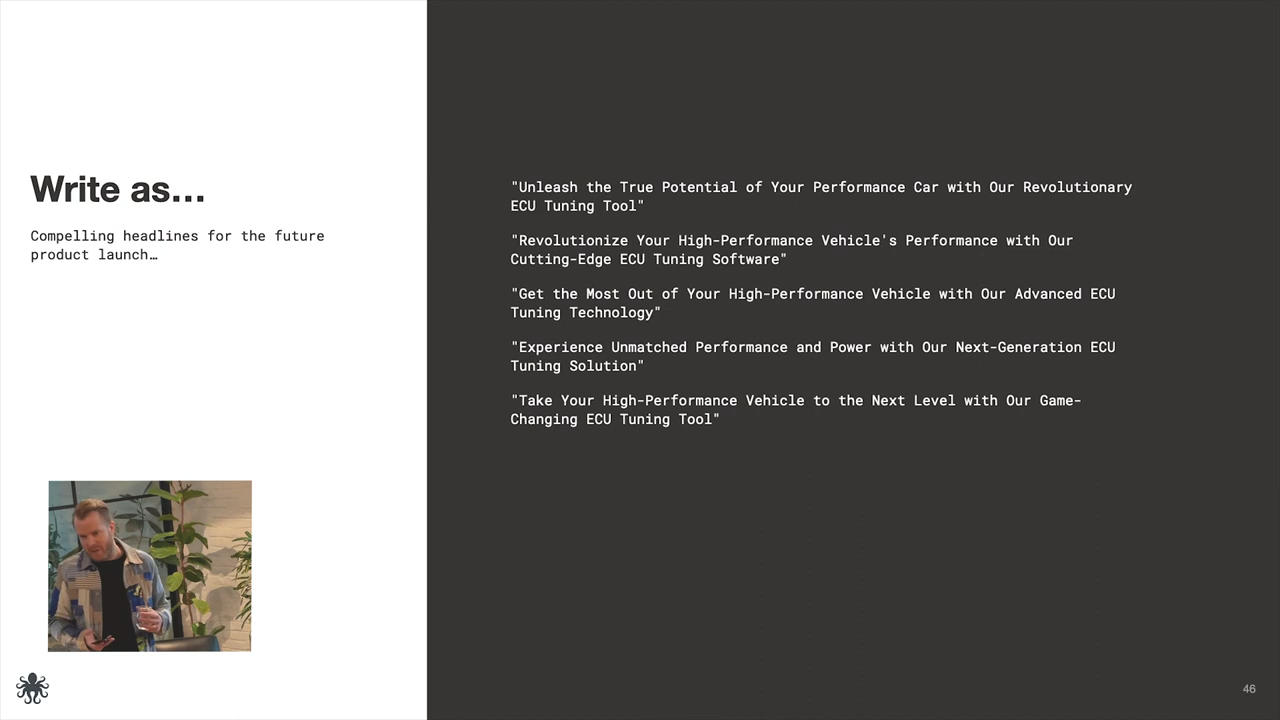 Write as…
Compelling headlines for the future
product launch…
"Unleash the True Potential of Your Performance Car with Our Revolutionary
ECU Tuning Tool"
"Revolutionize Your High-Performance Vehicle's Performance with Our
Cutting-Edge ECU Tuning Software"
"Get the Most Out of Your High-Performance Vehicle with Our Advanced ECU
Tuning Technology"
"Experience Unmatched Performance and Power with Our Next-Generation ECU
Tuning Solution"
"Take Your High-Performance Vehicle to the Next Level with Our Game-
Changing ECU Tuning Tool"
46